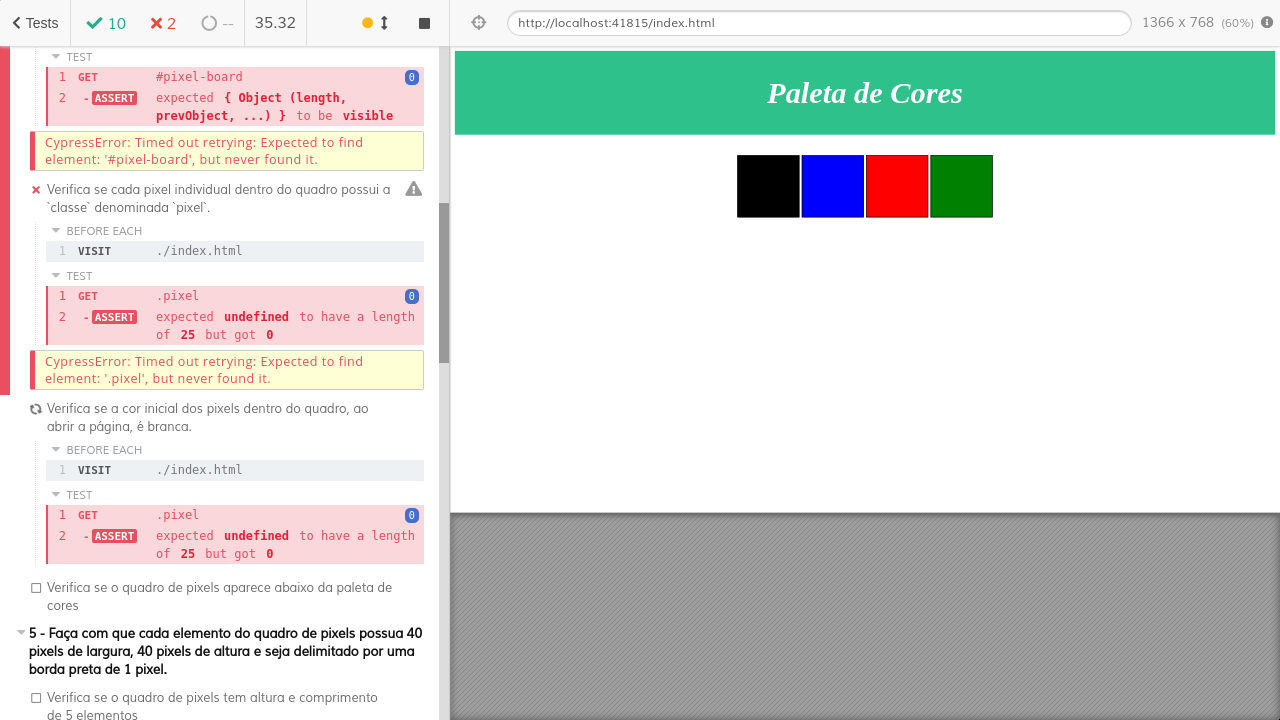 Tests 10 2 -- 35.32
http://localhost:41815/index.html 1366 x 768 (60%)
TEST
1 GET #pixel-board 0
2 - ASSERT expected { Object (length,
prevObject, ...) } to be visible
CypressError: Timed out retrying: Expected to find
element: '#pixel-board', but never found it.
Verifica se cada pixel individual dentro do quadro possui a
`classe` denominada `pixel`.
BEFORE EACH
1 VISIT ./index.html
TEST
1 GET .pixel 0
2 - ASSERT expected undefined to have a length
of 25 but got 0
CypressError: Timed out retrying: Expected to find
element: '.pixel', but never found it.
Verifica se a cor inicial dos pixels dentro do quadro, ao
abrir a página, é branca.
BEFORE EACH
1 VISIT ./index.html
TEST
1 GET .pixel 0
2 - ASSERT expected undefined to have a length
of 25 but got 0
Verifica se o quadro de pixels aparece abaixo da paleta de
cores
5 - Faça com que cada elemento do quadro de pixels possua 40
pixels de largura, 40 pixels de altura e seja delimitado por uma
borda preta de 1 pixel.
Verifica se o quadro de pixels tem altura e comprimento
de 5 elementos
Paleta de Cores